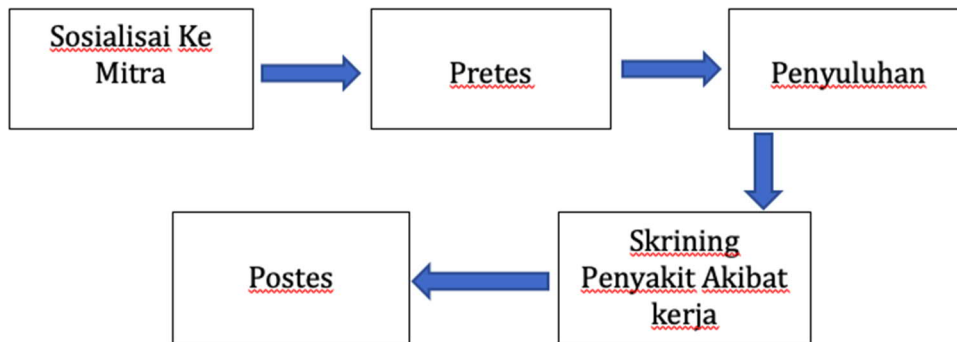 Sosialisai Ke
Mitra
Pretes
Penyuluhan
Skrining
Penyakit Akibat
kerja
Postes